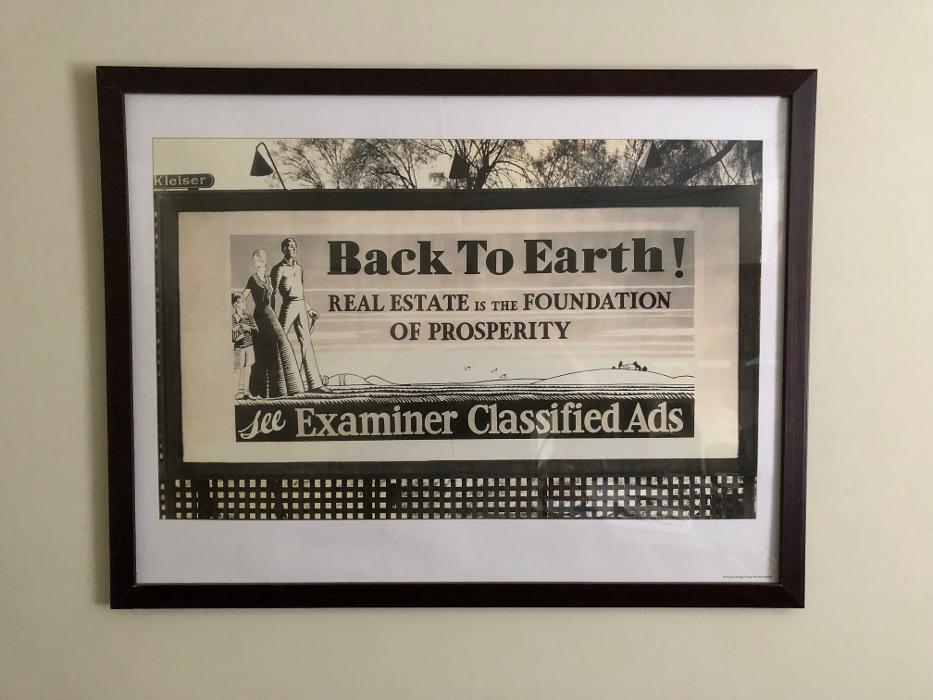 Kleiser
Back To Earth!
REAL ESTATE IS THE FOUNDATION
OF PROSPERITY
see Examiner Classified Ads